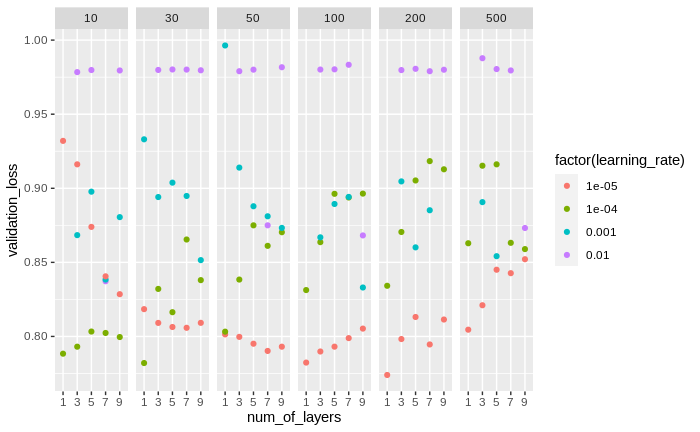 10 30 50 100 200 500
1.00
0.95
0.90
0.85
0.80
validation_loss
1 3 5 7 9 1 3 5 7 9 1 3 5 7 9 1 3 5 7 9 1 3 5 7 9 1 3 5 7 9
num_of_layers
factor(learning_rate)
1e-05
1e-04
0.001
0.01